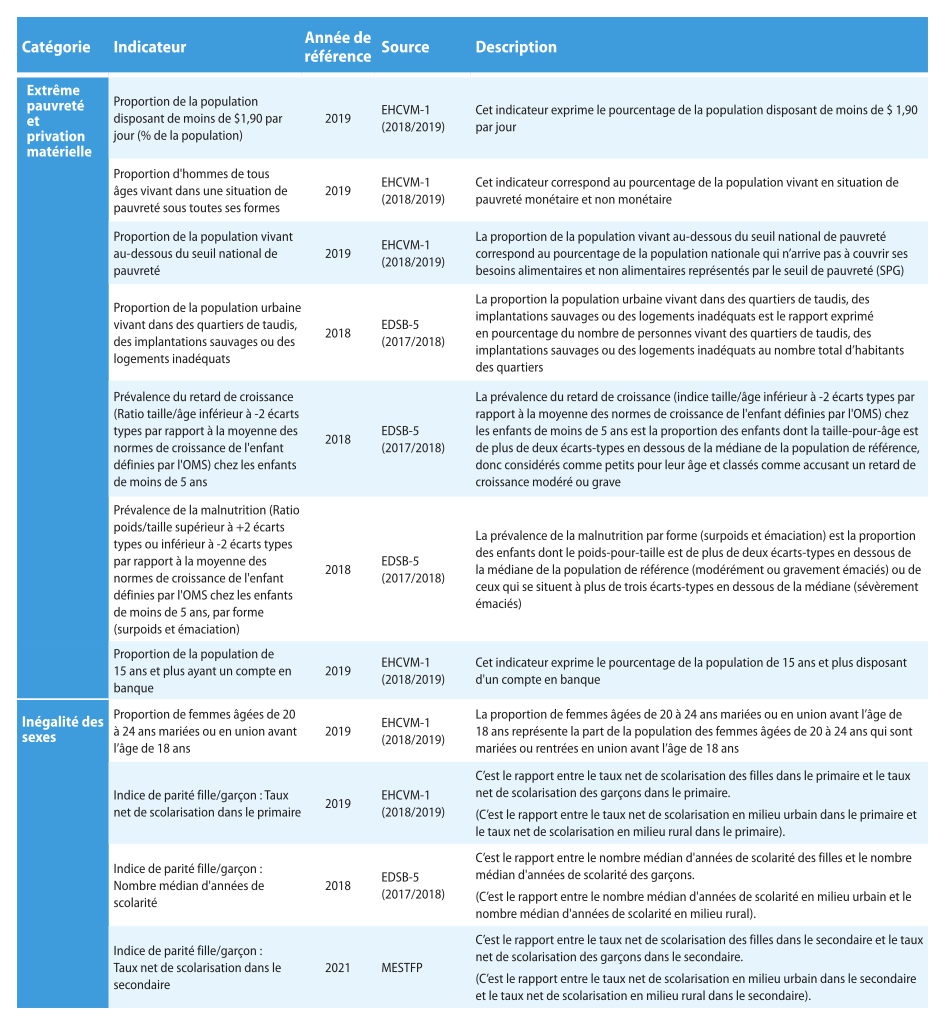 Catégorie
Indicateur
Année de
référence
Source
Description
Extrême
pauvreté
et
privation
matérielle
Proportion de la population
disposant de moins de $1,90 par
jour (% de la population)
2019
EHCVM-1
(2018/2019)
Cet indicateur exprime le pourcentage de la population disposant de moins de $ 1,90
par jour
Proportion d'hommes de tous
âges vivant dans une situation de
pauvreté sous toutes ses formes
2019
EHCVM-1
(2018/2019)
Cet indicateur correspond au pourcentage de la population vivant en situation de
pauvreté monétaire et non monétaire
Proportion de la population vivant
au-dessous du seuil national de
pauvreté
2019
EHCVM-1
(2018/2019)
La proportion de la population vivant au-dessous du seuil national de pauvreté
correspond au pourcentage de la population nationale qui n’arrive pas à couvrir ses
besoins alimentaires et non alimentaires représentés par le seuil de pauvreté (SPG)
Proportion de la population urbaine
vivant dans des quartiers de taudis,
des implantations sauvages ou des
logements inadéquats
2018
EDSB-5
(2017/2018)
La proportion la population urbaine vivant dans des quartiers de taudis, des
implantations sauvages ou des logements inadéquats est le rapport exprimé
en pourcentage du nombre de personnes vivant des quartiers de taudis, des
implantations sauvages ou des logements inadéquats au nombre total d’habitants
des quartiers
Prévalence du retard de croissance
(Ratio taille/âge inférieur à -2 écarts
types par rapport à la moyenne des
normes de croissance de l'enfant
définies par l'OMS) chez les enfants
de moins de 5 ans
2018
EDSB-5
(2017/2018)
La prévalence du retard de croissance (indice taille/âge inférieur à -2 écarts types par
rapport à la moyenne des normes de croissance de l'enfant définies par l'OMS) chez
les enfants de moins de 5 ans est la proportion des enfants dont la taille-pour-âge est
de plus de deux écarts-types en dessous de la médiane de la population de référence,
donc considérés comme petits pour leur âge et classés comme accusant un retard de
croissance modéré ou grave
Prévalence de la malnutrition (Ratio
poids/taille supérieur à +2 écarts
types ou inférieur à -2 écarts types
par rapport à la moyenne des
normes de croissance de l'enfant
définies par l'OMS chez les enfants
de moins de 5 ans, par forme
(surpoids et émaciation)
2018
EDSB-5
(2017/2018)
La prévalence de la malnutrition par forme (surpoids et émaciation) est la proportion
des enfants dont le poids-pour-taille est de plus de deux écarts-types en dessous de
la médiane de la population de référence (modérément ou gravement émaciés) ou de
ceux qui se situent à plus de trois écarts-types en dessous de la médiane (sévèrement
émaciés)
Proportion de la population de
15 ans et plus ayant un compte en
banque
2019
EHCVM-1
(2018/2019)
Cet indicateur exprime le pourcentage de la population de 15 ans et plus disposant
d'un compte en banque
Inégalité des
sexes
Proportion de femmes âgées de 20
à 24 ans mariées ou en union avant
l’âge de 18 ans
2019
EHCVM-1
(2018/2019)
La proportion de femmes âgées de 20 à 24 ans mariées ou en union avant l’âge de
18 ans représente la part de la population des femmes âgées de 20 à 24 ans qui sont
mariées ou rentrées en union avant l’âge de 18 ans
Indice de parité fille/garçon : Taux
net de scolarisation dans le primaire
2019
EHCVM-1
(2018/2019)
C’est le rapport entre le taux net de scolarisation des filles dans le primaire et le taux
net de scolarisation des garçons dans le primaire.
(C’est le rapport entre le taux net de scolarisation en milieu urbain dans le primaire et
le taux net de scolarisation en milieu rural dans le primaire).
Indice de parité fille/garçon :
Nombre médian d'années de
scolarité
2018
EDSB-5
(2017/2018)
C’est le rapport entre le nombre médian d'années de scolarité des filles et le nombre
médian d'années de scolarité des garçons.
(C’est le rapport entre le nombre médian d'années de scolarité en milieu urbain et le
nombre médian d'années de scolarité en milieu rural).
Indice de parité fille/garçon :
Taux net de scolarisation dans le
secondaire
2021
MESTFP
C’est le rapport entre le taux net de scolarisation des filles dans le secondaire et le taux
net de scolarisation des garçons dans le secondaire.
(C’est le rapport entre le taux net de scolarisation en milieu urbain dans le secondaire
et le taux net de scolarisation en milieu rural dans le secondaire).